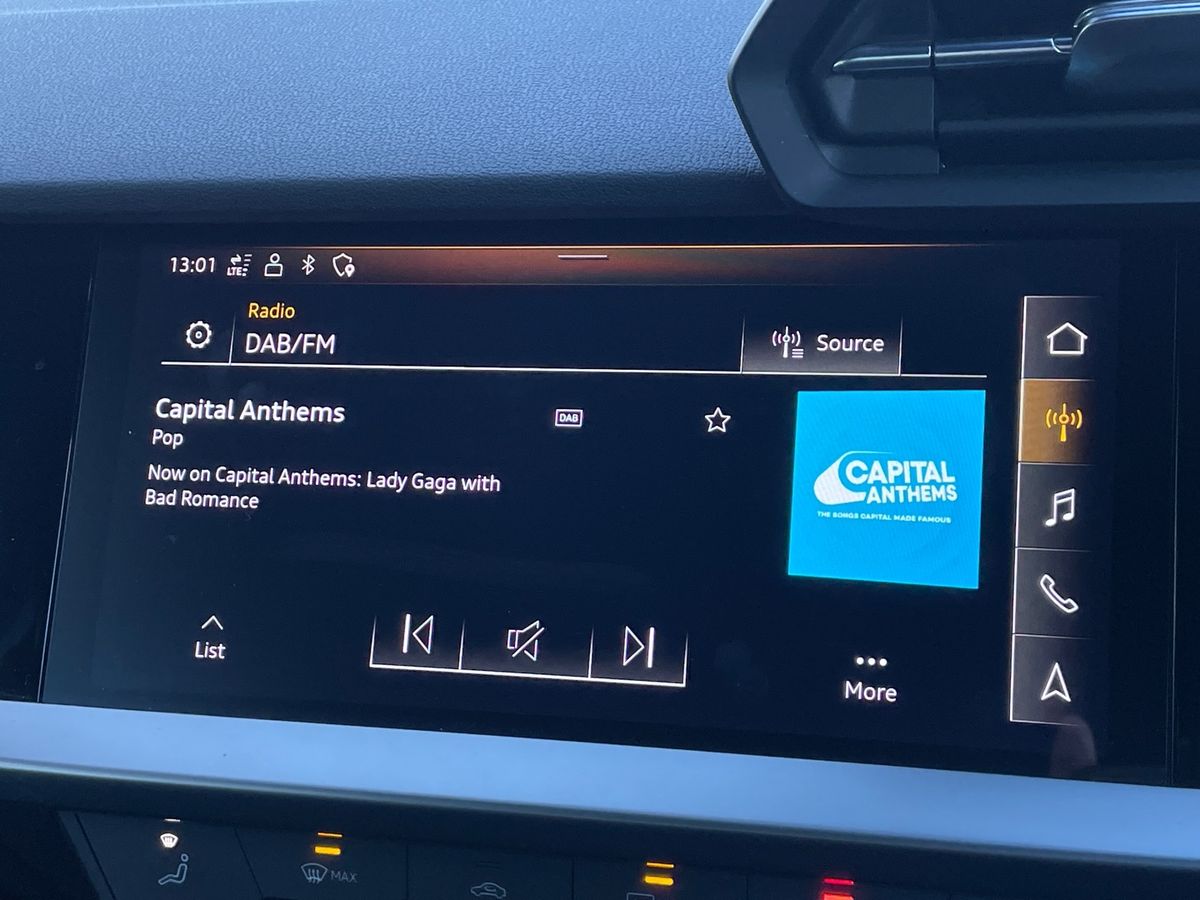 13:01 LTE
Radio
DAB/FM
Source
Capital Anthems
DAB
Pop
Now on Capital Anthems: Lady Gaga with
Bad Romance
CAPITAL
ANTHEMS
THE SONGS CAPITAL MADE FAMOUS
List
More
MAX